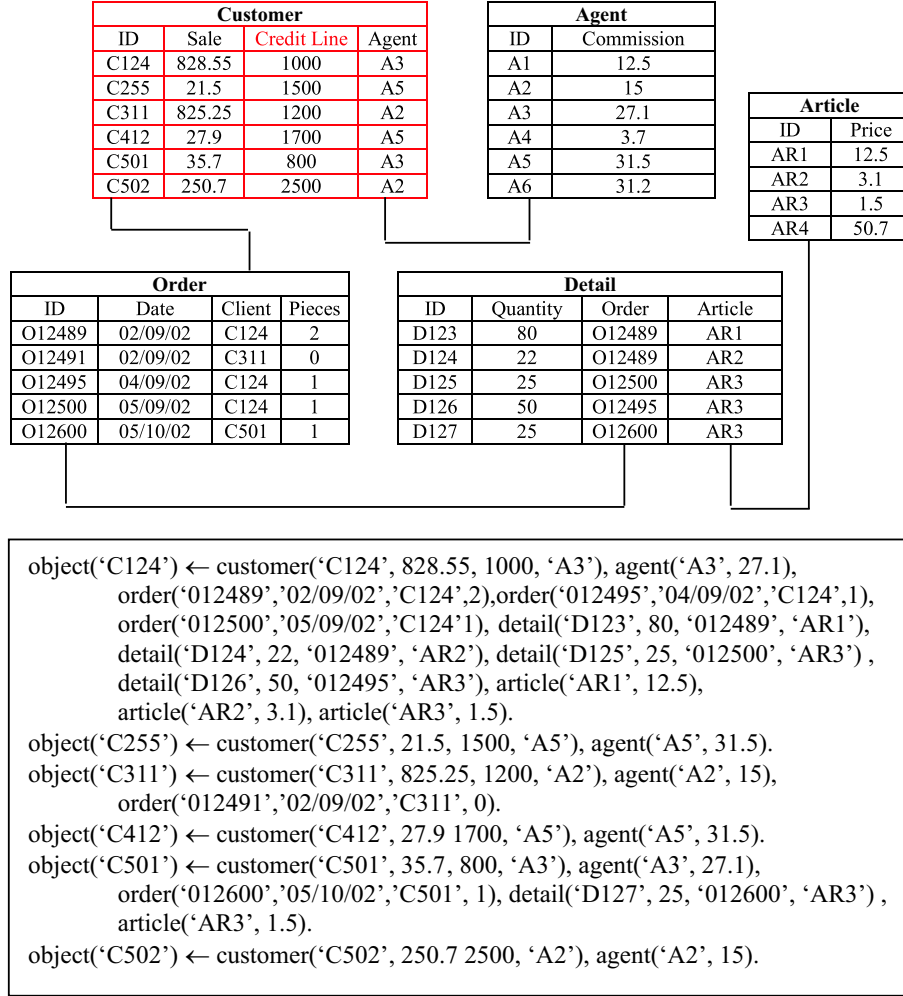 Customer
ID Sale Credit Line Agent
C124 828.55 1000 A3
C255 21.5 1500 A5
C311 825.25 1200 A2
C412 27.9 1700 A5
C501 35.7 800 A3
C502 250.7 2500 A2
Agent
ID Commission
A1 12.5
A2 15
A3 27.1
A4 3.7
A5 31.5
A6 31.2
Article
ID Price
AR1 12.5
AR2 3.1
AR3 1.5
AR4 50.7
Order
ID Date Client Pieces
O12489 02/09/02 C124 2
O12491 02/09/02 C311 0
O12495 04/09/02 C124 1
O12500 05/09/02 C124 1
O12600 05/10/02 C501 1
Detail
ID Quantity Order Article
D123 80 O12489 AR1
D124 22 O12489 AR2
D125 25 O12500 AR3
D126 50 O12495 AR3
D127 25 O12600 AR3
object(‘C124’) ← customer(‘C124’, 828.55, 1000, ‘A3’), agent(‘A3’, 27.1),
order(‘012489’,’02/09/02’,’C124’,2),order(‘012495’,’04/09/02’,’C124’,1),
order(‘012500’,’05/09/02’,’C124’1), detail(‘D123’, 80, ‘012489’, ‘AR1’),
detail(‘D124’, 22, ‘012489’, ‘AR2’), detail(‘D125’, 25, ‘012500’, ‘AR3’) ,
detail(‘D126’, 50, ‘012495’, ‘AR3’), article(‘AR1’, 12.5),
article(‘AR2’, 3.1), article(‘AR3’, 1.5).
object(‘C255’) ← customer(‘C255’, 21.5, 1500, ‘A5’), agent(‘A5’, 31.5).
object(‘C311’) ← customer(‘C311’, 825.25, 1200, ‘A2’), agent(‘A2’, 15),
order(‘012491’,’02/09/02’,’C311’, 0).
object(‘C412’) ← customer(‘C412’, 27.9 1700, ‘A5’), agent(‘A5’, 31.5).
object(‘C501’) ← customer(‘C501’, 35.7, 800, ‘A3’), agent(‘A3’, 27.1),
order(‘012600’,’05/10/02’,’C501’, 1), detail(‘D127’, 25, ‘012600’, ‘AR3’) ,
article(‘AR3’, 1.5).
object(‘C502’) ← customer(‘C502’, 250.7 2500, ‘A2’), agent(‘A2’, 15).